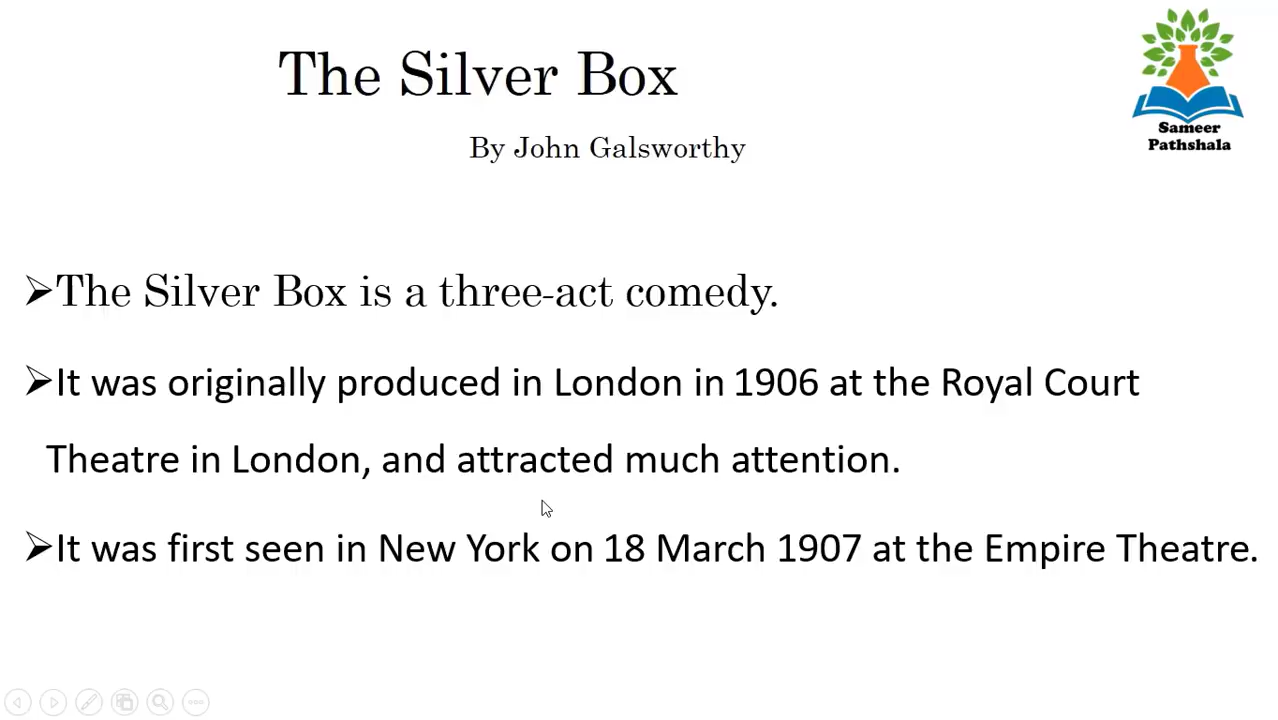 The Silver Box
By John Galsworthy
Sameer
Pathshala
➢The Silver Box is a three-act comedy.
➢It was originally produced in London in 1906 at the Royal Court
Theatre in London, and attracted much attention.
➢It was first seen in New York on 18 March 1907 at the Empire Theatre.